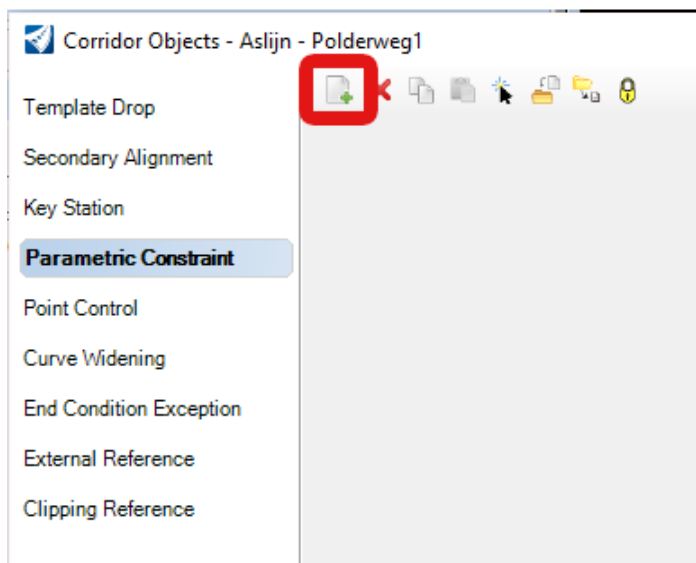 Corridor Objects - Aslijn - Polderweg1
Template Drop
Secondary Alignment
Key Station
Parametric Constraint
Point Control
Curve Widening
End Condition Exception
External Reference
Clipping Reference